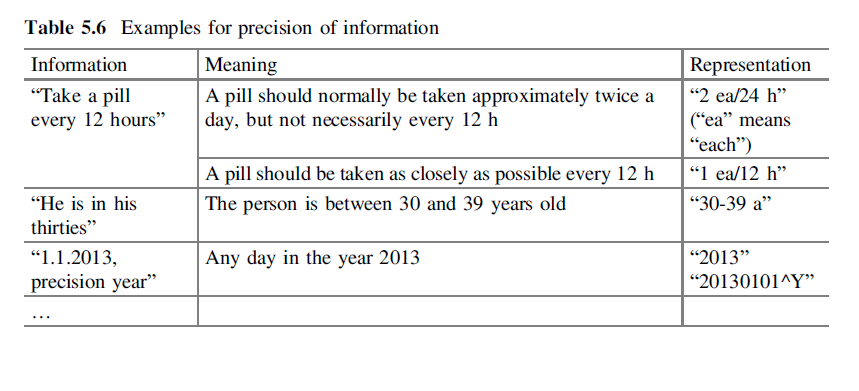 Table 5.6 Examples for precision of information
Information Meaning Representation
“Take a pill A pill should normally be taken approximately twice a “2 ea/24 h”
every 12 hours” day, but not necessarily every 12 h (“ea” means
“each”)
A pill should be taken as closely as possible every 12 h “1 ea/12 h”
“He is in his The person is between 30 and 39 years old “30-39 a”
thirties”
“1.1.2013, Any day in the year 2013 “2013”
precision year” “20130101^Y”
…